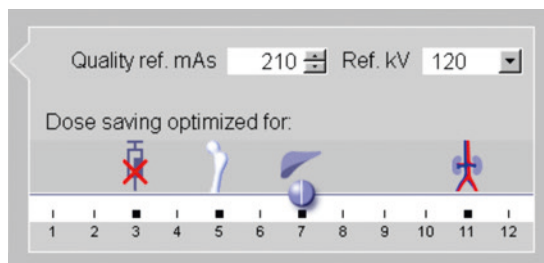 Quality ref. mAs 210 Ref. kV 120
Dose saving optimized for:
1 2 3 4 5 6 7 8 9 10 11 12